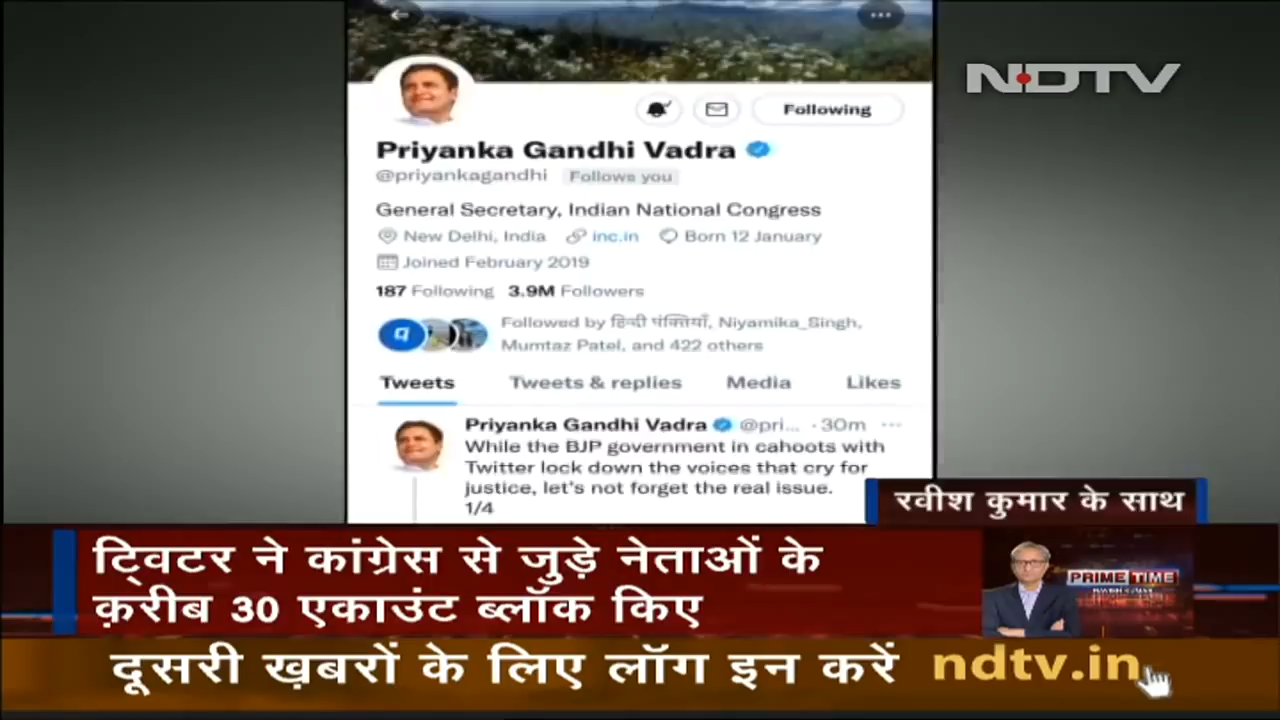 NDTV
Following
Priyanka Gandhi Vadra
@priyankagandhi Follows you
General Secretary, Indian National Congress
New Delhi, India inc.in Born 12 January
Joined February 2019
187 Following 3.9M Followers
Followed by हिन्दी पंक्तियाँ, Niyamika_Singh,
Mumtaz Patel, and 422 others
Tweets Tweets & replies Media Likes
Priyanka Gandhi Vadra @pri... · 30m
While the BJP government in cahoots with
Twitter lock down the voices that cry for
justice, let's not forget the real issue.
1/4
रवीश कुमार के साथ
ट्विटर ने कांग्रेस से जुड़े नेताओं के
क़रीब 30 एकाउंट ब्लॉक किए
PRIME TIME
दूसरी ख़बरों के लिए लॉग इन करें ndtv.in